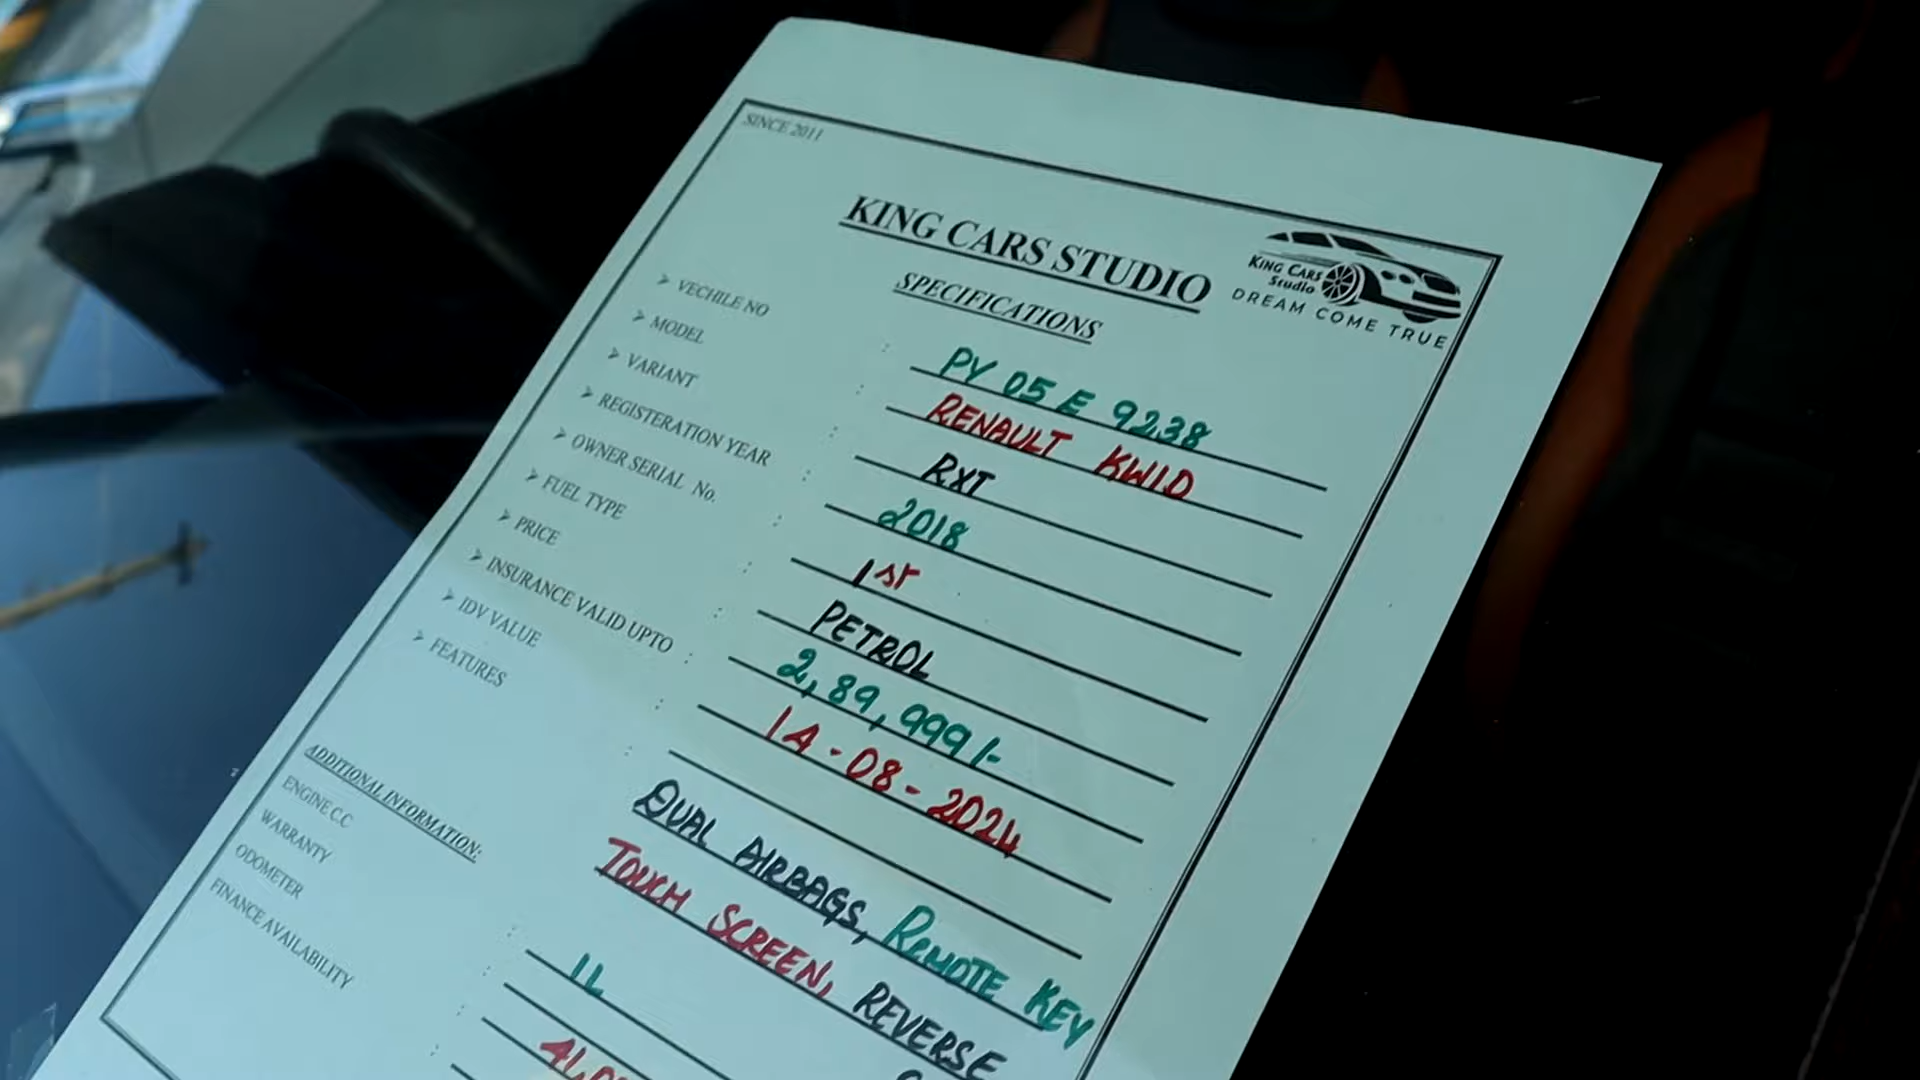 SINCE 2011
KING CARS STUDIO
KING CARS
Studio
DREAM COME TRUE
SPECIFICATIONS
➤ VECHILE NO : PY 05 E 9238
➤ MODEL : RENAULT KWID
➤ VARIANT : RXT
➤ REGISTERATION YEAR : 2018
➤ OWNER SERIAL No. : 1ST
➤ FUEL TYPE : PETROL
➤ PRICE : 2,89,999/-
➤ INSURANCE VALID UPTO : 14-08-2024
➤ IDV VALUE :
➤ FEATURES : DUAL AIRBAGS, REMOTE KEY
TOUCH SCREEN, REVERSE
ADDITIONAL INFORMATION:
ENGINE C.C : 1L
WARRANTY :
ODOMETER :
FINANCE AVAILABILITY :